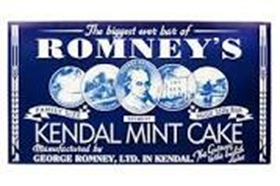 The biggest ever bar of
ROMNEY'S
FAMILY SIZE
KENDAL MINT CAKE
Manufactured by
GEORGE ROMNEY, LTD. IN KENDAL.